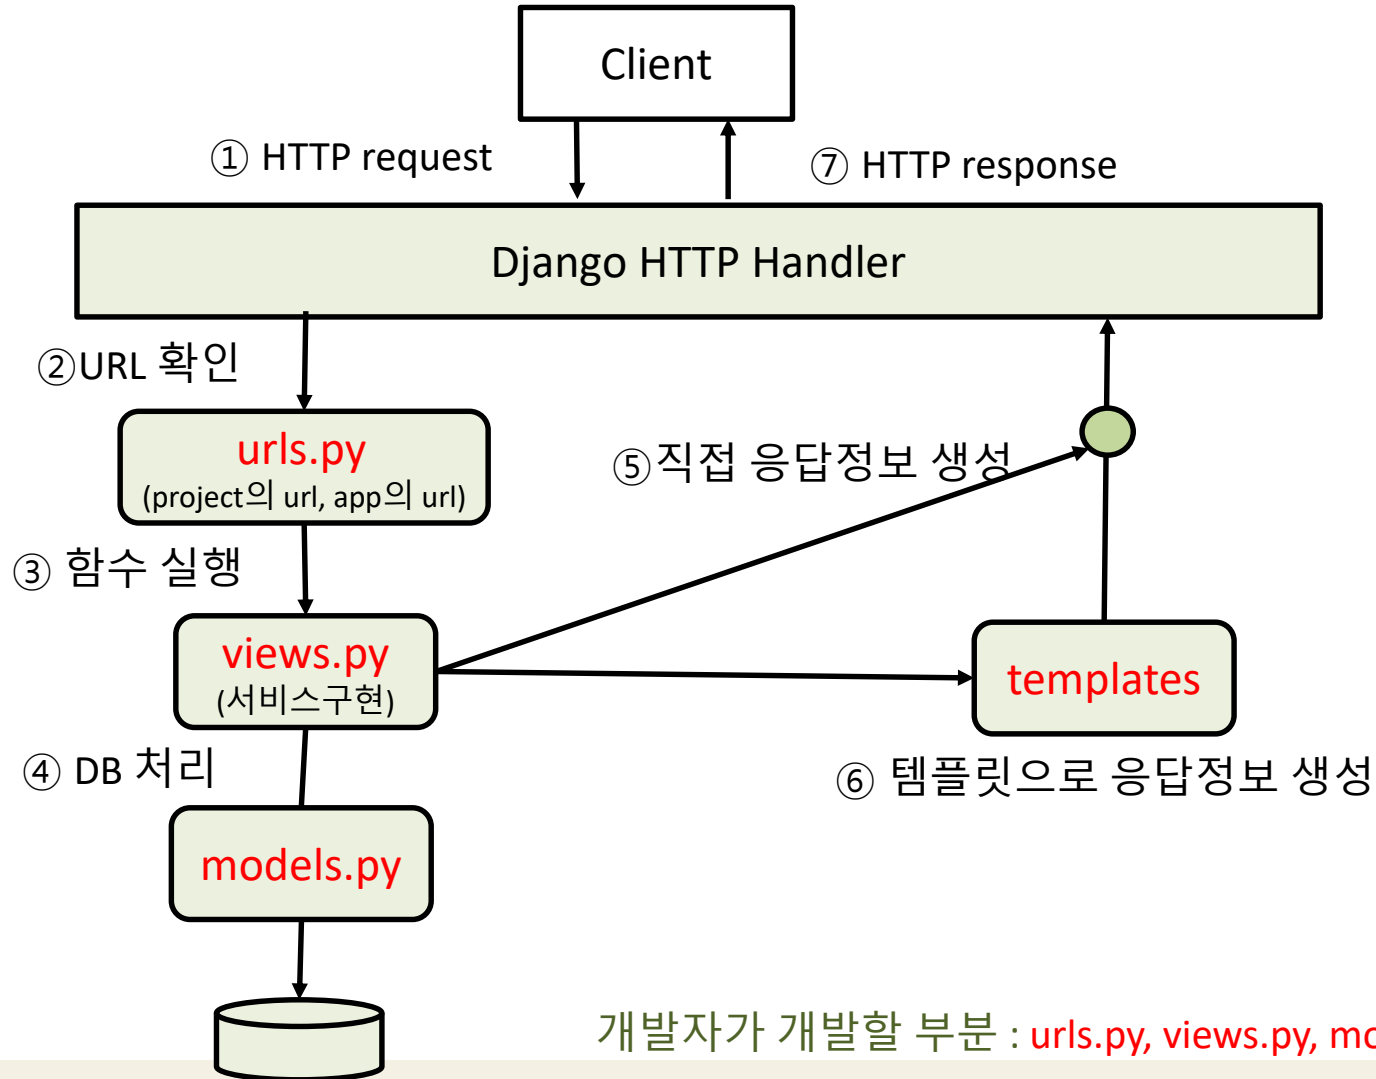 Client
① HTTP request
⑦ HTTP response
Django HTTP Handler
②URL 확인
urls.py
(project의 url, app의 url)
⑤직접 응답정보 생성
③ 함수 실행
views.py
(서비스구현)
templates
④ DB 처리
⑥ 템플릿으로 응답정보 생성
models.py
개발자가 개발할 부분 : urls.py, views.py,